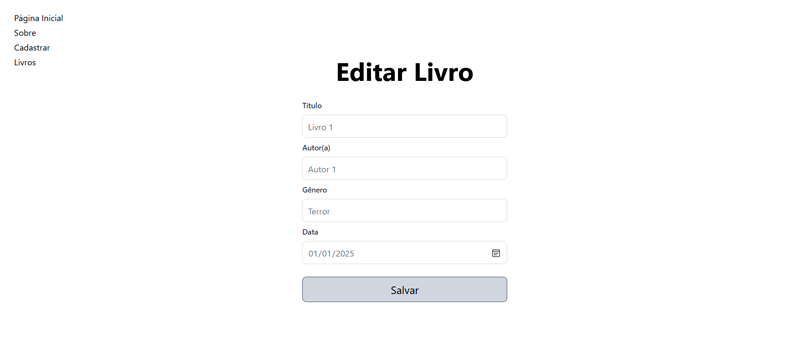 Página Inicial
Sobre
Cadastrar
Livros
Editar Livro
Título
Livro 1
Autor(a)
Autor 1
Gênero
Terror
Data
01/01/2025
Salvar